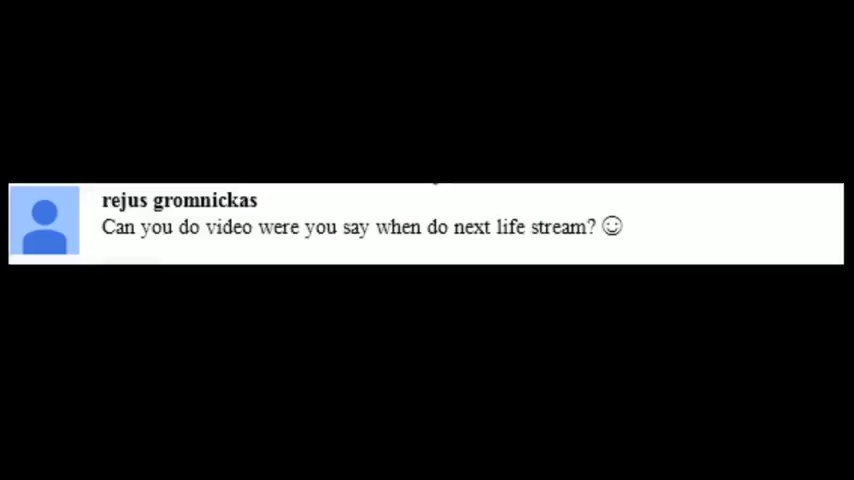 rejus gromnickas
Can you do video were you say when do next life stream? ☺